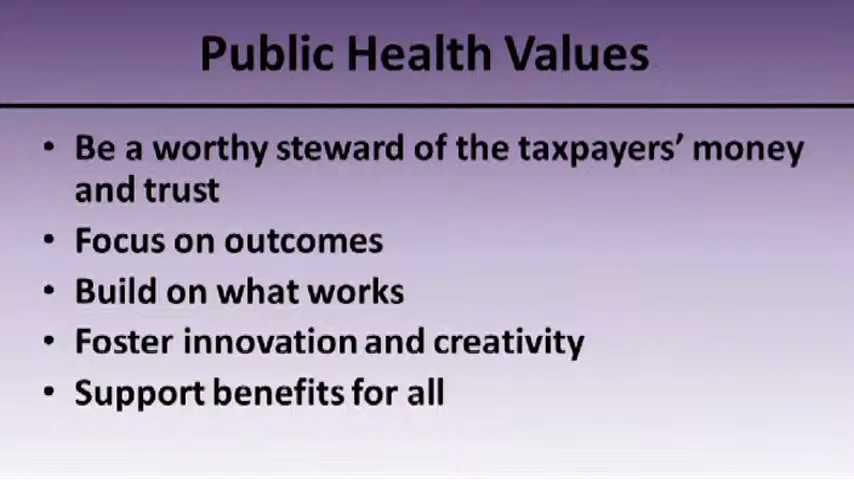 Public Health Values
• Be a worthy steward of the taxpayers’ money
and trust
• Focus on outcomes
• Build on what works
• Foster innovation and creativity
• Support benefits for all